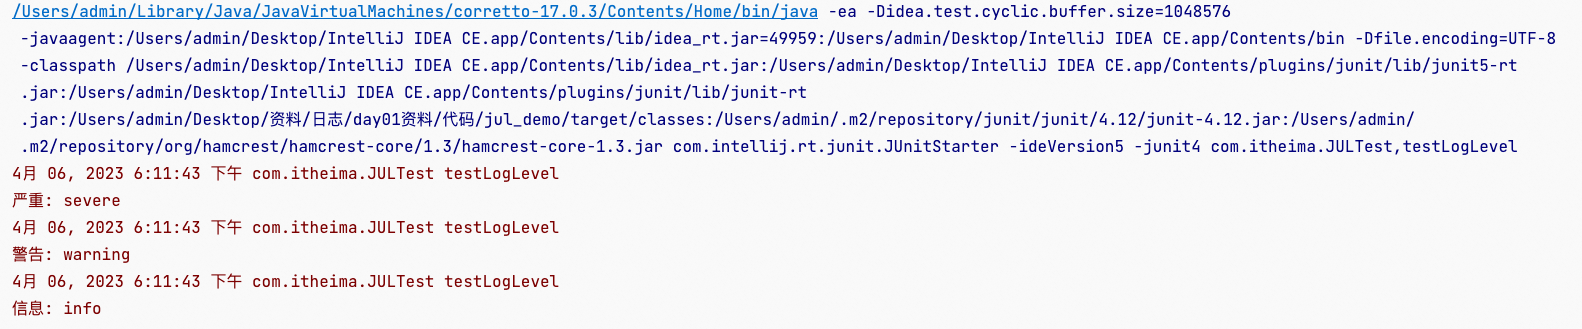 /Users/admin/Library/Java/JavaVirtualMachines/corretto-17.0.3/Contents/Home/bin/java -ea -Didea.test.cyclic.buffer.size=1048576
-javaagent:/Users/admin/Desktop/IntelliJ IDEA CE.app/Contents/lib/idea_rt.jar=49959:/Users/admin/Desktop/IntelliJ IDEA CE.app/Contents/bin -Dfile.encoding=UTF-8
-classpath /Users/admin/Desktop/IntelliJ IDEA CE.app/Contents/lib/idea_rt.jar:/Users/admin/Desktop/IntelliJ IDEA CE.app/Contents/plugins/junit/lib/junit5-rt
.jar:/Users/admin/Desktop/IntelliJ IDEA CE.app/Contents/plugins/junit/lib/junit-rt
.jar:/Users/admin/Desktop/资料/日志/day01资料/代码/jul_demo/target/classes:/Users/admin/.m2/repository/junit/junit/4.12/junit-4.12.jar:/Users/admin/
.m2/repository/org/hamcrest/hamcrest-core/1.3/hamcrest-core-1.3.jar com.intellij.rt.junit.JUnitStarter -ideVersion5 -junit4 com.itheima.JULTest,testLogLevel
4月 06, 2023 6:11:43 下午 com.itheima.JULTest testLogLevel
严重: severe
4月 06, 2023 6:11:43 下午 com.itheima.JULTest testLogLevel
警告: warning
4月 06, 2023 6:11:43 下午 com.itheima.JULTest testLogLevel
信息: info